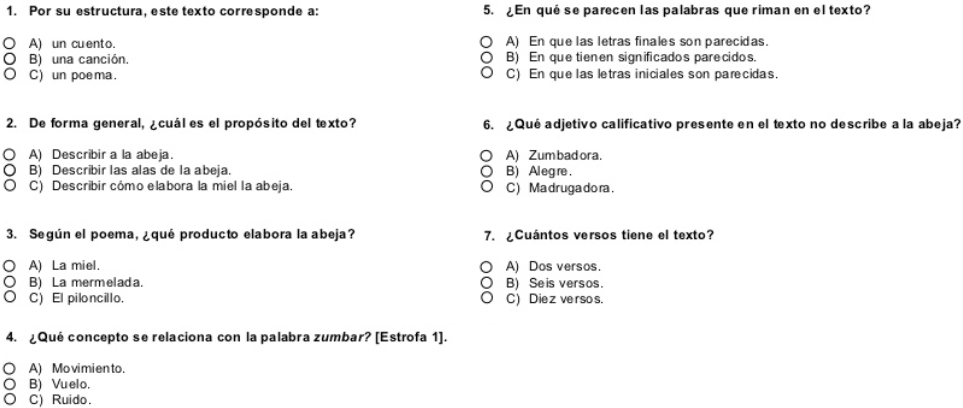 1. Por su estructura, este texto corresponde a:
A) un cuento.
B) una canción.
C) un poema.
2. De forma general, ¿cuál es el propósito del texto?
A) Describir a la abeja.
B) Describir las alas de la abeja.
C) Describir cómo elabora la miel la abeja.
3. Según el poema, ¿qué producto elabora la abeja?
A) La miel.
B) La mermelada.
C) El piloncillo.
4. ¿Qué concepto se relaciona con la palabra zumbar? [Estrofa 1].
A) Movimiento.
B) Vuelo.
C) Ruido.
5. ¿En qué se parecen las palabras que riman en el texto?
A) En que las letras finales son parecidas.
B) En que tienen significados parecidos.
C) En que las letras iniciales son parecidas.
6. ¿Qué adjetivo calificativo presente en el texto no describe a la abeja?
A) Zumbadora.
B) Alegre.
C) Madrugadora.
7. ¿Cuántos versos tiene el texto?
A) Dos versos.
B) Seis versos.
C) Diez versos.